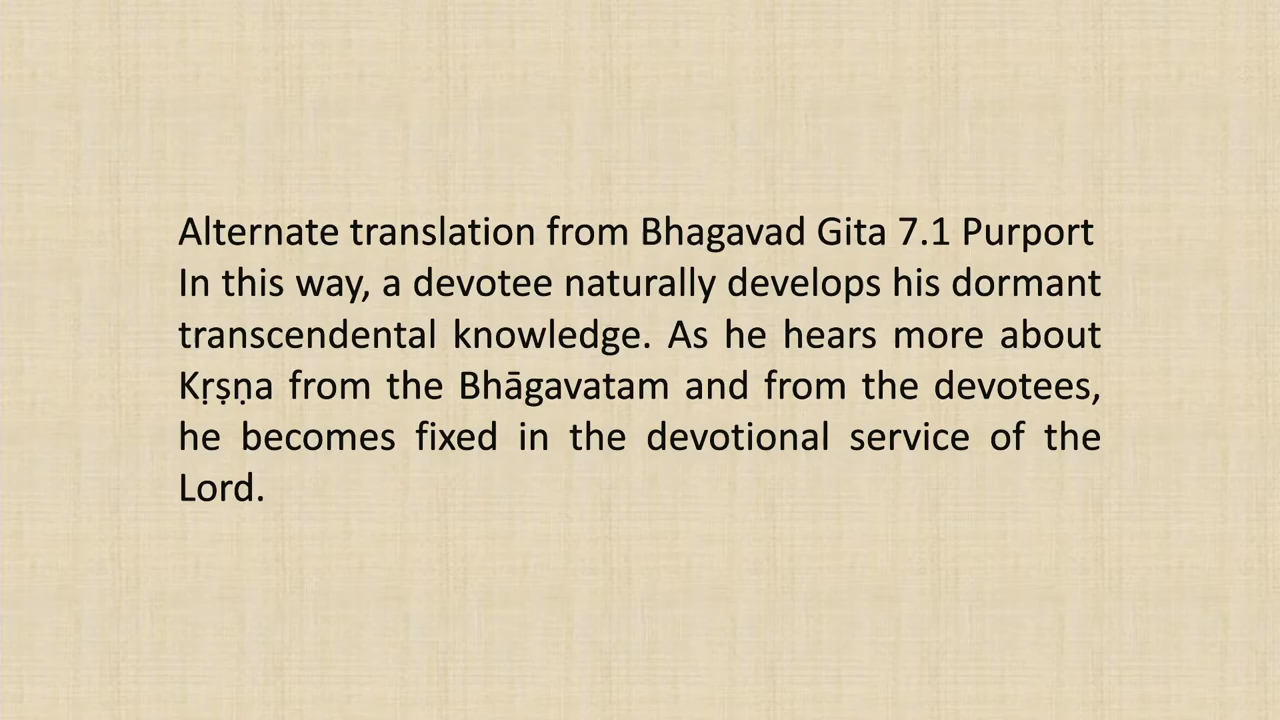 Alternate translation from Bhagavad Gita 7.1 Purport
In this way, a devotee naturally develops his dormant
transcendental knowledge. As he hears more about
Kṛṣṇa from the Bhāgavatam and from the devotees,
he becomes fixed in the devotional service of the
Lord.